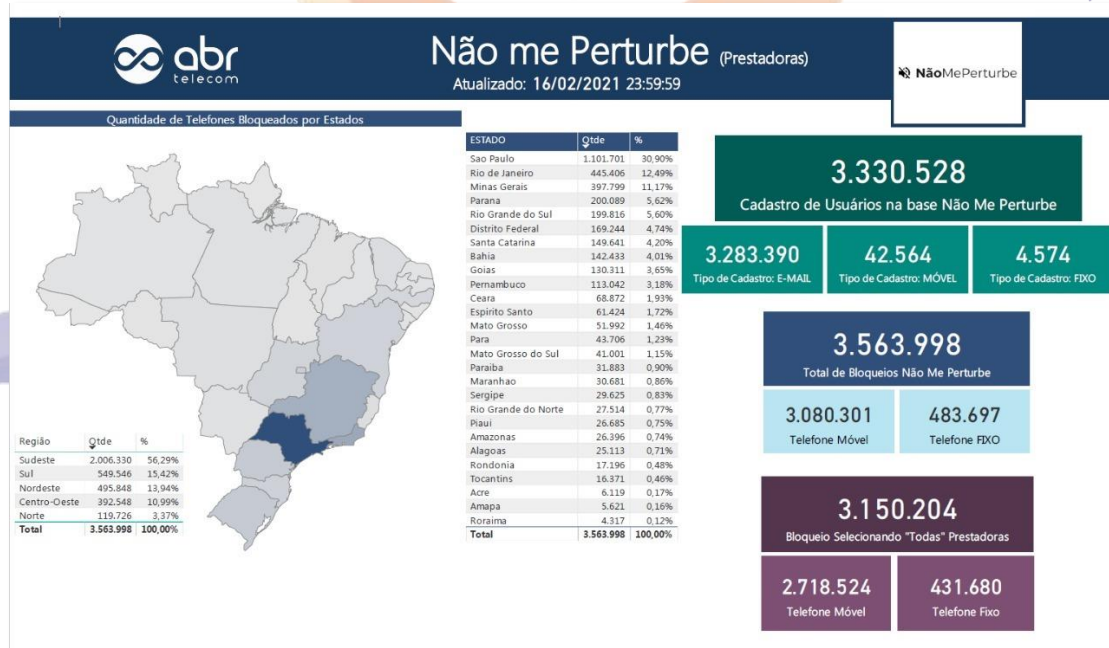 abr
telecom
Não me Perturbe (Prestadoras)
Atualizado: 16/02/2021 23:59:59
NãoMePerturbe
Quantidade de Telefones Bloqueados por Estados
Região Qtde %
Sudeste 2.006.330 56,29%
Sul 549.546 15,42%
Nordeste 495.848 13,94%
Centro-Oeste 392.548 10,99%
Norte 119.726 3,37%
Total 3.563.998 100,00%
ESTADO Qtde %
Sao Paulo 1.101.701 30,90%
Rio de Janeiro 445.406 12,49%
Minas Gerais 397.799 11,17%
Parana 200.089 5,62%
Rio Grande do Sul 199.816 5,60%
Distrito Federal 169.244 4,74%
Santa Catarina 149.641 4,20%
Bahia 142.433 4,01%
Goias 130.311 3,65%
Pernambuco 113.042 3,18%
Ceara 68.872 1,93%
Espirito Santo 61.424 1,72%
Mato Grosso 51.992 1,46%
Para 43.706 1,23%
Mato Grosso do Sul 41.001 1,15%
Paraiba 31.883 0,90%
Maranhao 30.681 0,86%
Sergipe 29.625 0,83%
Rio Grande do Norte 27.514 0,77%
Piaui 26.685 0,75%
Amazonas 26.396 0,74%
Alagoas 25.113 0,71%
Rondonia 17.196 0,48%
Tocantins 16.371 0,46%
Acre 6.119 0,17%
Amapa 5.621 0,16%
Roraima 4.317 0,12%
Total 3.563.998 100,00%
3.330.528
Cadastro de Usuários na base Não Me Perturbe
3.283.390
Tipo de Cadastro: E-MAIL
42.564
Tipo de Cadastro: MÓVEL
4.574
Tipo de Cadastro: FIXO
3.563.998
Total de Bloqueios Não Me Perturbe
3.080.301
Telefone Móvel
483.697
Telefone FIXO
3.150.204
Bloqueio Selecionando "Todas" Prestadoras
2.718.524
Telefone Móvel
431.680
Telefone Fixo